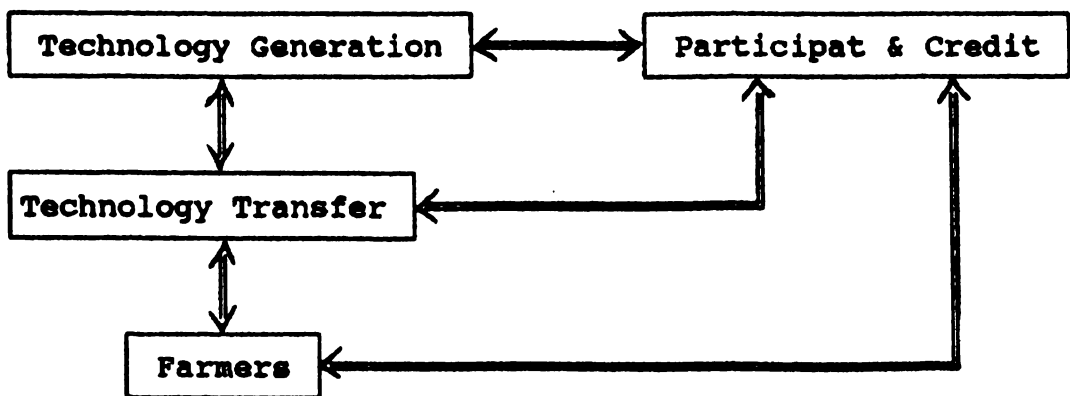 Technology Generation
Participat & Credit
Technology Transfer
Farmers